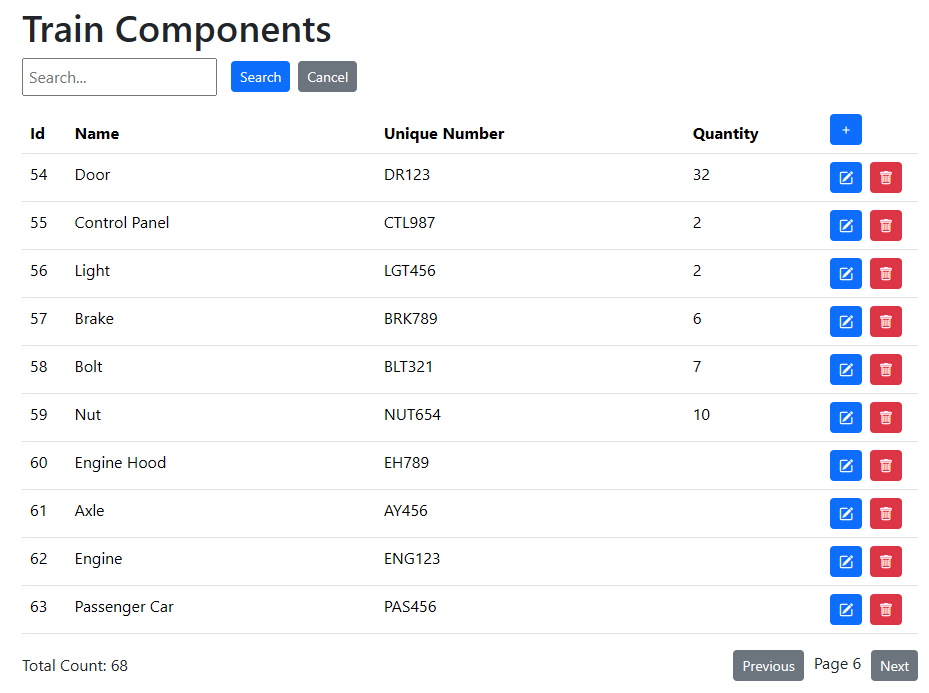 Train Components
Search... Search Cancel
Id Name Unique Number Quantity +
54 Door DR123 32
55 Control Panel CTL987 2
56 Light LGT456 2
57 Brake BRK789 6
58 Bolt BLT321 7
59 Nut NUT654 10
60 Engine Hood EH789
61 Axle AY456
62 Engine ENG123
63 Passenger Car PAS456
Total Count: 68 Previous Page 6 Next